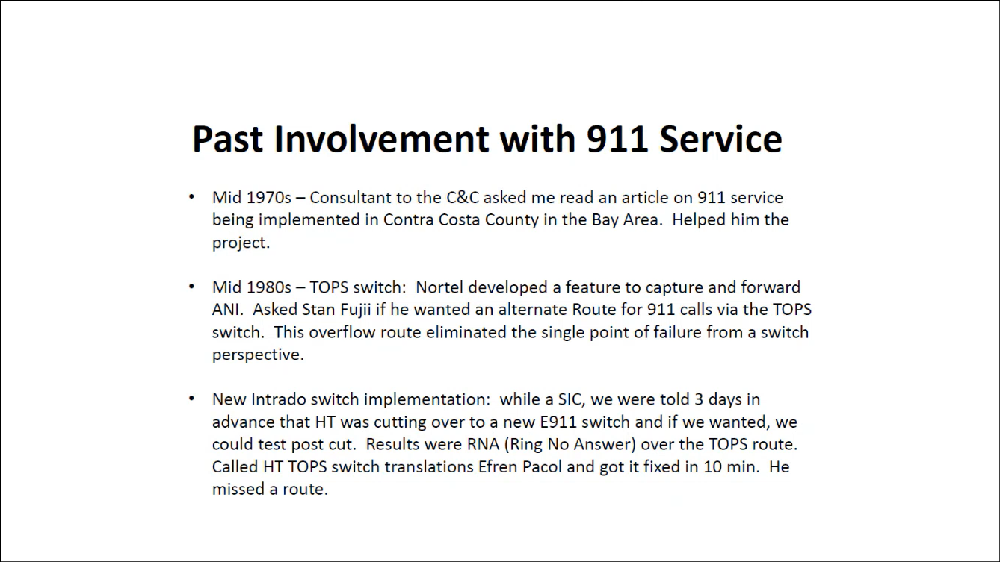 Past Involvement with 911 Service
• Mid 1970s – Consultant to the C&C asked me read an article on 911 service
being implemented in Contra Costa County in the Bay Area.  Helped him the
project.
• Mid 1980s – TOPS switch:  Nortel developed a feature to capture and forward
ANI.  Asked Stan Fujii if he wanted an alternate Route for 911 calls via the TOPS
switch.  This overflow route eliminated the single point of failure from a switch
perspective.
• New Intrado switch implementation:  while a SIC, we were told 3 days in
advance that HT was cutting over to a new E911 switch and if we wanted, we
could test post cut.  Results were RNA (Ring No Answer) over the TOPS route.
Called HT TOPS switch translations Efren Pacol and got it fixed in 10 min.  He
missed a route.